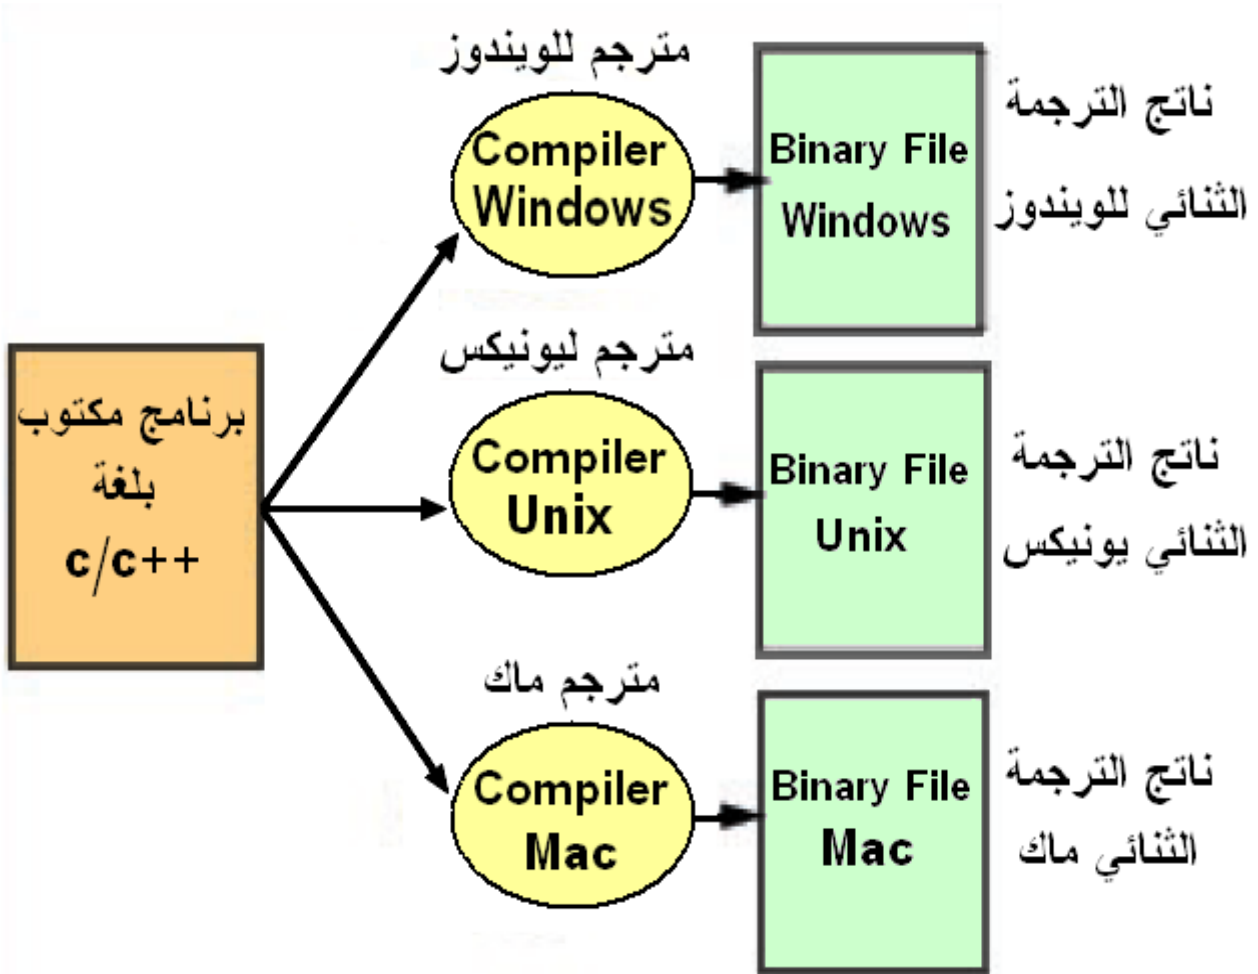 مترجم للويندوز
Compiler
Windows
Binary File
Windows
ناتج الترجمة
الثنائي للويندوز
برنامج مكتوب
بلغة
c/c++
مترجم ليونيكس
Compiler
Unix
Binary File
Unix
ناتج الترجمة
الثنائي يونيكس
مترجم ماك
Compiler
Mac
Binary File
Mac
ناتج الترجمة
الثنائي ماك